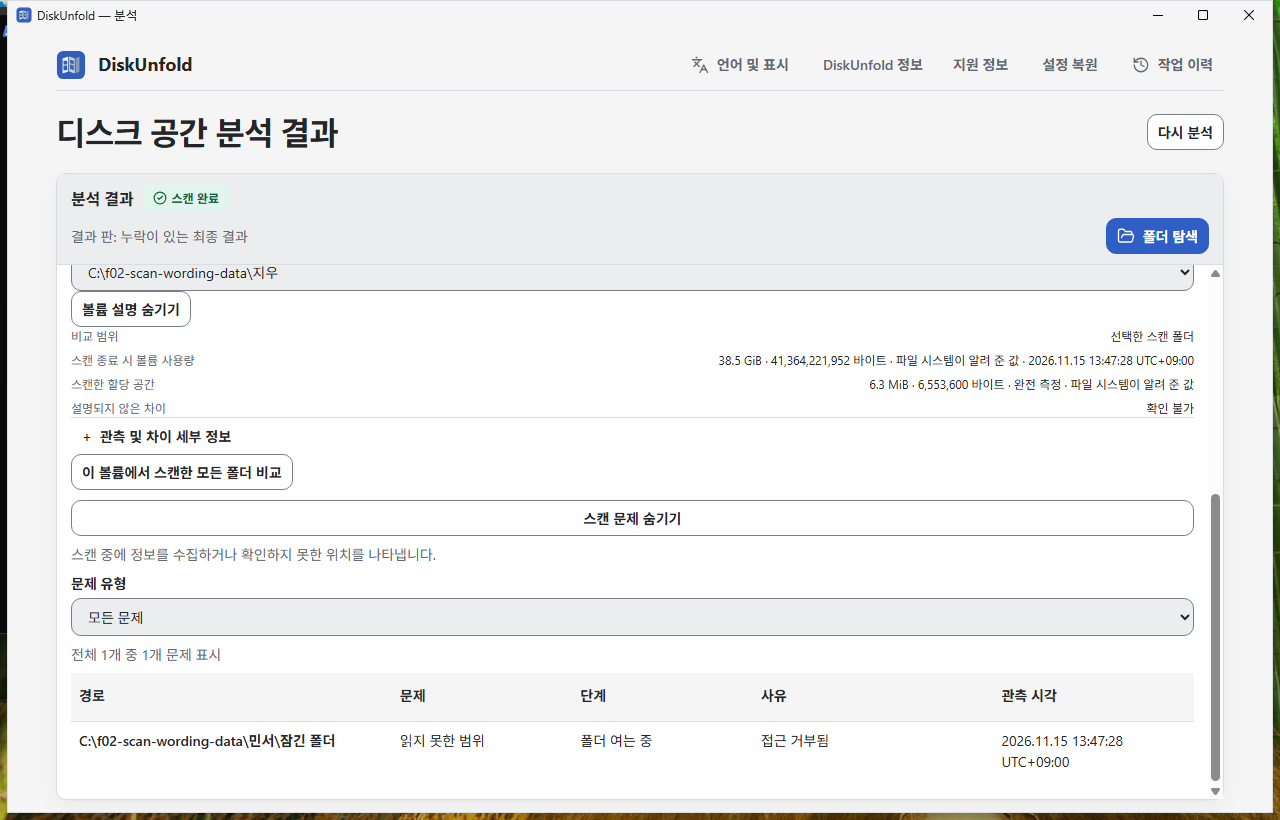 DiskUnfold — 분석
DiskUnfold
언어 및 표시
DiskUnfold 정보
지원 정보
설정 복원
작업 이력
디스크 공간 분석 결과
다시 분석
분석 결과
스캔 완료
결과 판: 누락이 있는 최종 결과
폴더 탐색
C:\f02-scan-wording-data\지우
볼륨 설명 숨기기
비교 범위
선택한 스캔 폴더
스캔 종료 시 볼륨 사용량
38.5 GiB · 41,364,221,952 바이트 · 파일 시스템이 알려 준 값 · 2026.11.15 13:47:28 UTC+09:00
스캔한 할당 공간
6.3 MiB · 6,553,600 바이트 · 완전 측정 · 파일 시스템이 알려 준 값
설명되지 않은 차이
확인 불가
+ 관측 및 차이 세부 정보
이 볼륨에서 스캔한 모든 폴더 비교
스캔 문제 숨기기
스캔 중에 정보를 수집하거나 확인하지 못한 위치를 나타냅니다.
문제 유형
모든 문제
전체 1개 중 1개 문제 표시
경로
문제
단계
사유
관측 시각
C:\f02-scan-wording-data\민서\잠긴 폴더
읽지 못한 범위
폴더 여는 중
접근 거부됨
2026.11.15 13:47:28
UTC+09:00